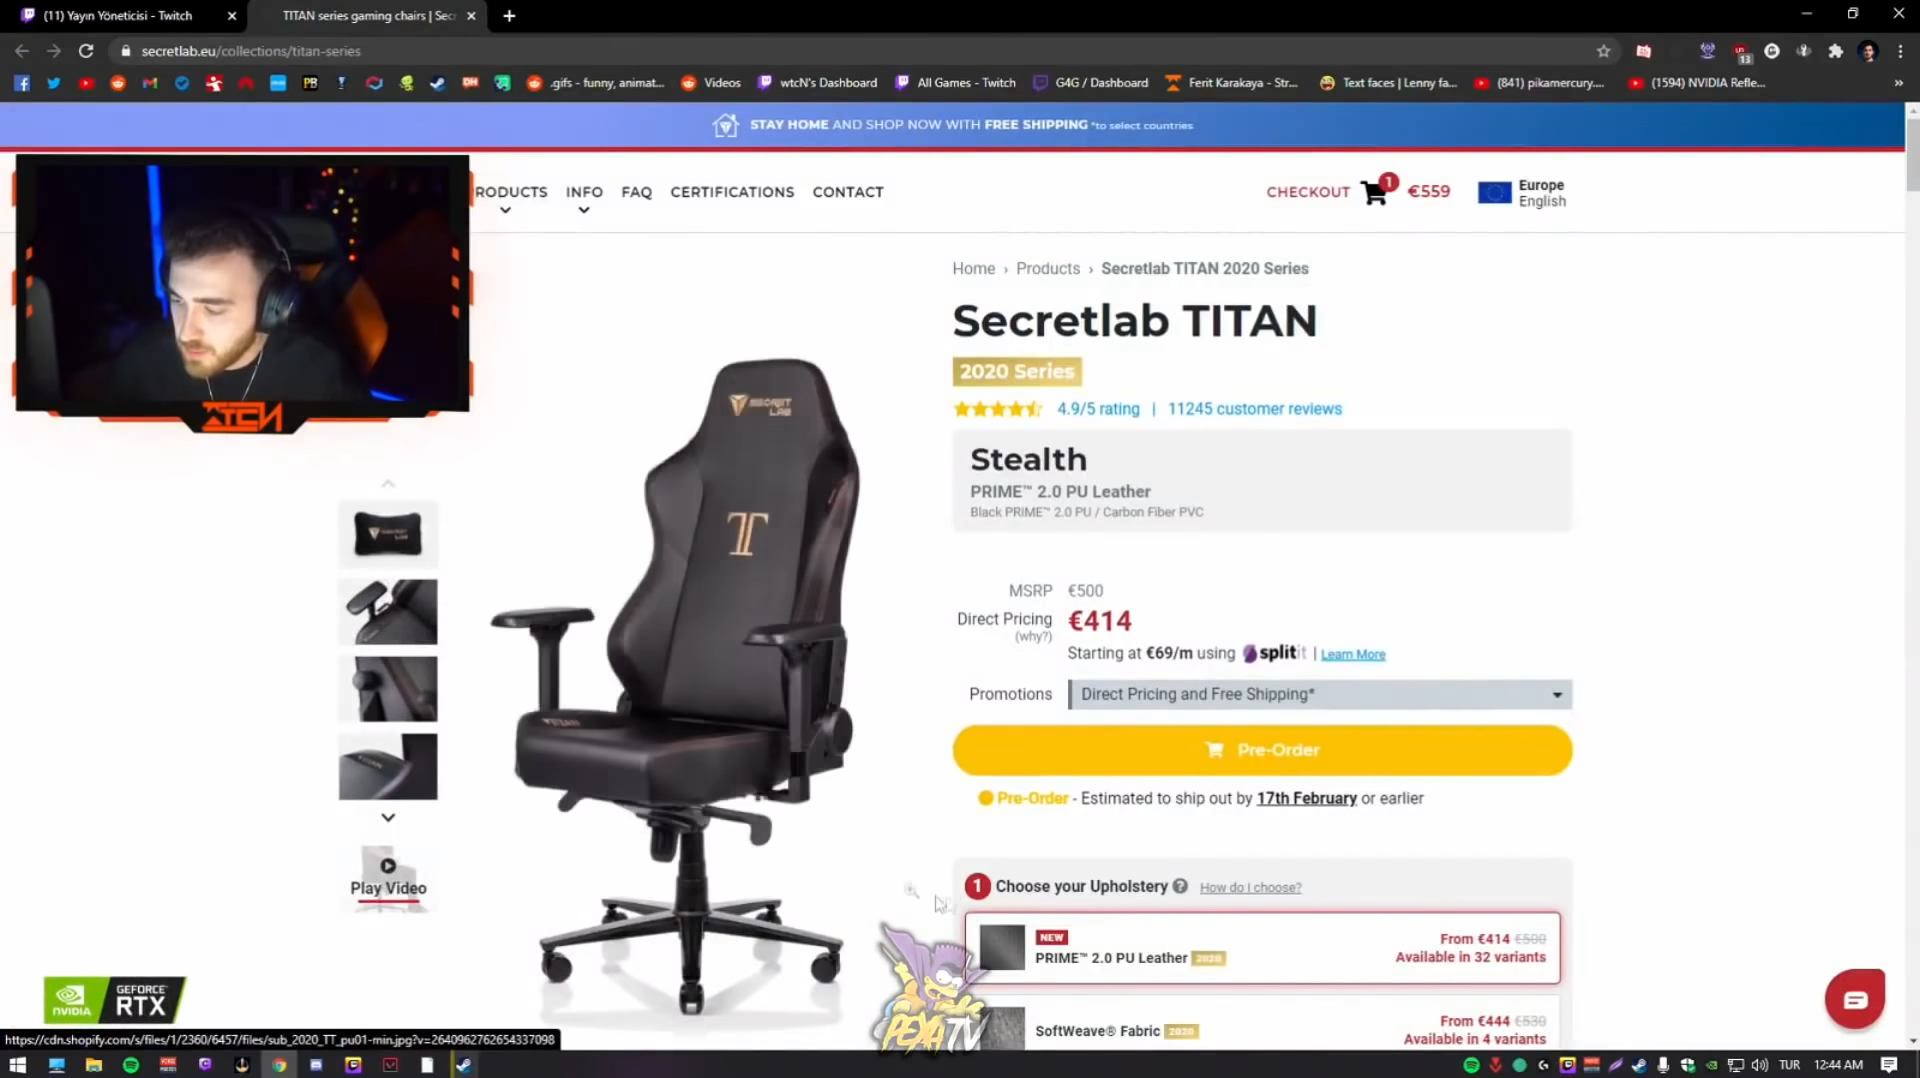 (11) Yayın Yöneticisi - Twitch
TITAN series gaming chairs | Sec
secretlab.eu/collections/titan-series
13
PB
DH
.gifs - funny, animat...
Videos
wtcN's Dashboard
All Games - Twitch
G4G / Dashboard
Ferit Karakaya - Str...
Text faces | Lenny fa...
(841) pikamercury....
(1594) NVIDIA Refle...
STAY HOME AND SHOP NOW WITH FREE SHIPPING *to select countries
RODUCTS
INFO
FAQ
CERTIFICATIONS
CONTACT
CHECKOUT
1
€559
Europe
English
Home › Products › Secretlab TITAN 2020 Series
Secretlab TITAN
2020 Series
4.9/5 rating | 11245 customer reviews
Stealth
PRIME™ 2.0 PU Leather
Black PRIME™ 2.0 PU / Carbon Fiber PVC
MSRP €500
Direct Pricing €414
(why?)
Starting at €69/m using splitit | Learn More
Promotions
Direct Pricing and Free Shipping*
Pre-Order
Pre-Order - Estimated to ship out by 17th February or earlier
1 Choose your Upholstery ? How do I choose?
NEW
PRIME™ 2.0 PU Leather 2020
From €414 €500
Available in 32 variants
SoftWeave® Fabric 2020
From €444 €530
Available in 4 variants
SECRETLAB
T
TITAN
Play Video
NVIDIA
GEFORCE
RTX
PEXATV
https://cdn.shopify.com/s/files/1/2360/6457/files/sub_2020_TT_pu01-min.jpg?v=2640962762654337098
TUR
12:44 AM